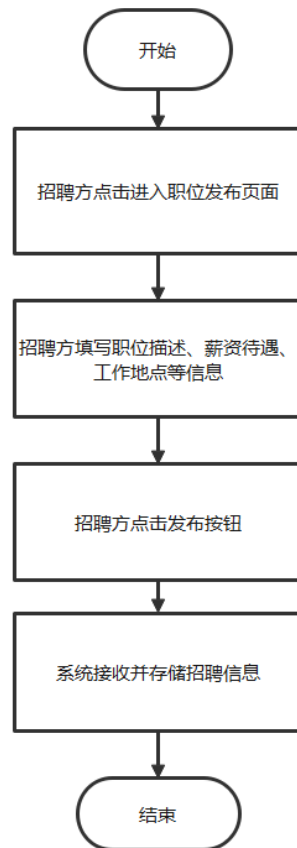 开始
招聘方点击进入职位发布页面
招聘方填写职位描述、薪资待遇、
工作地点等信息
招聘方点击发布按钮
系统接收并存储招聘信息
结束